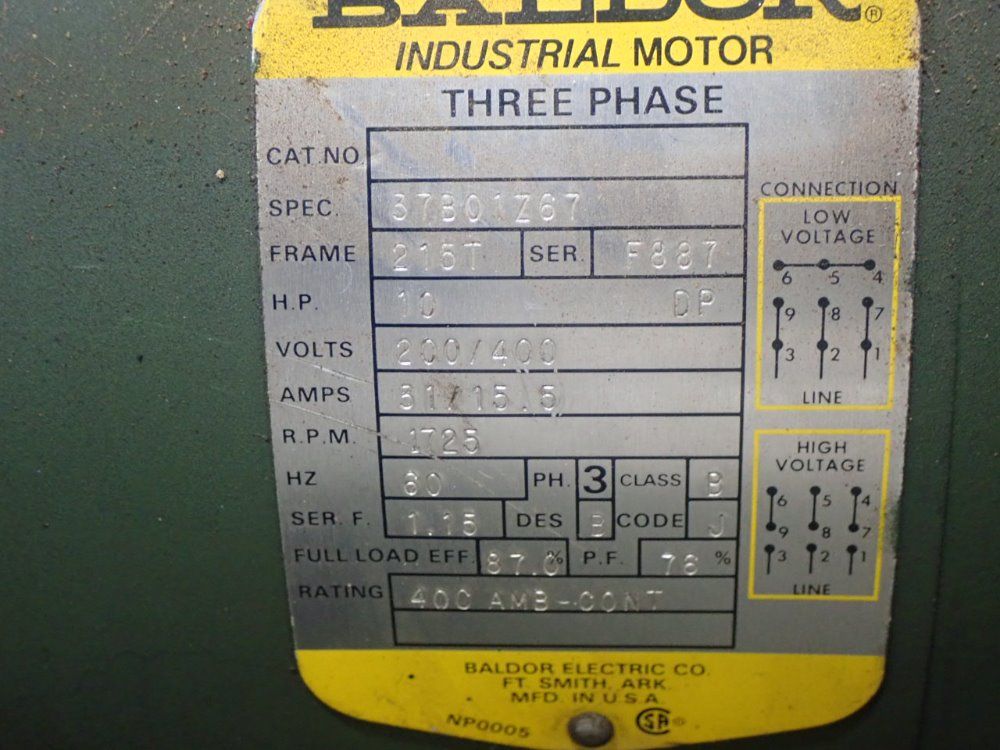 BALDOR®
INDUSTRIAL MOTOR
THREE PHASE
CAT.NO.
SPEC. 37B01Z67
FRAME 215T SER. F887
H.P. 10 DP
VOLTS 200/400
AMPS 31/15.5
R.P.M. 1725
HZ 60 PH. 3 CLASS B
SER. F. 1.15 DES B CODE J
FULL LOAD EFF. 87.0 % P.F. 76 %
RATING 40C AMB-CONT
CONNECTION
LOW
VOLTAGE
6 5 4
9 8 7
3 2 1
LINE
HIGH
VOLTAGE
6 5 4
9 8 7
3 2 1
LINE
BALDOR ELECTRIC CO.
FT. SMITH, ARK.
MFD. IN U.S.A.
NP0005 SA®